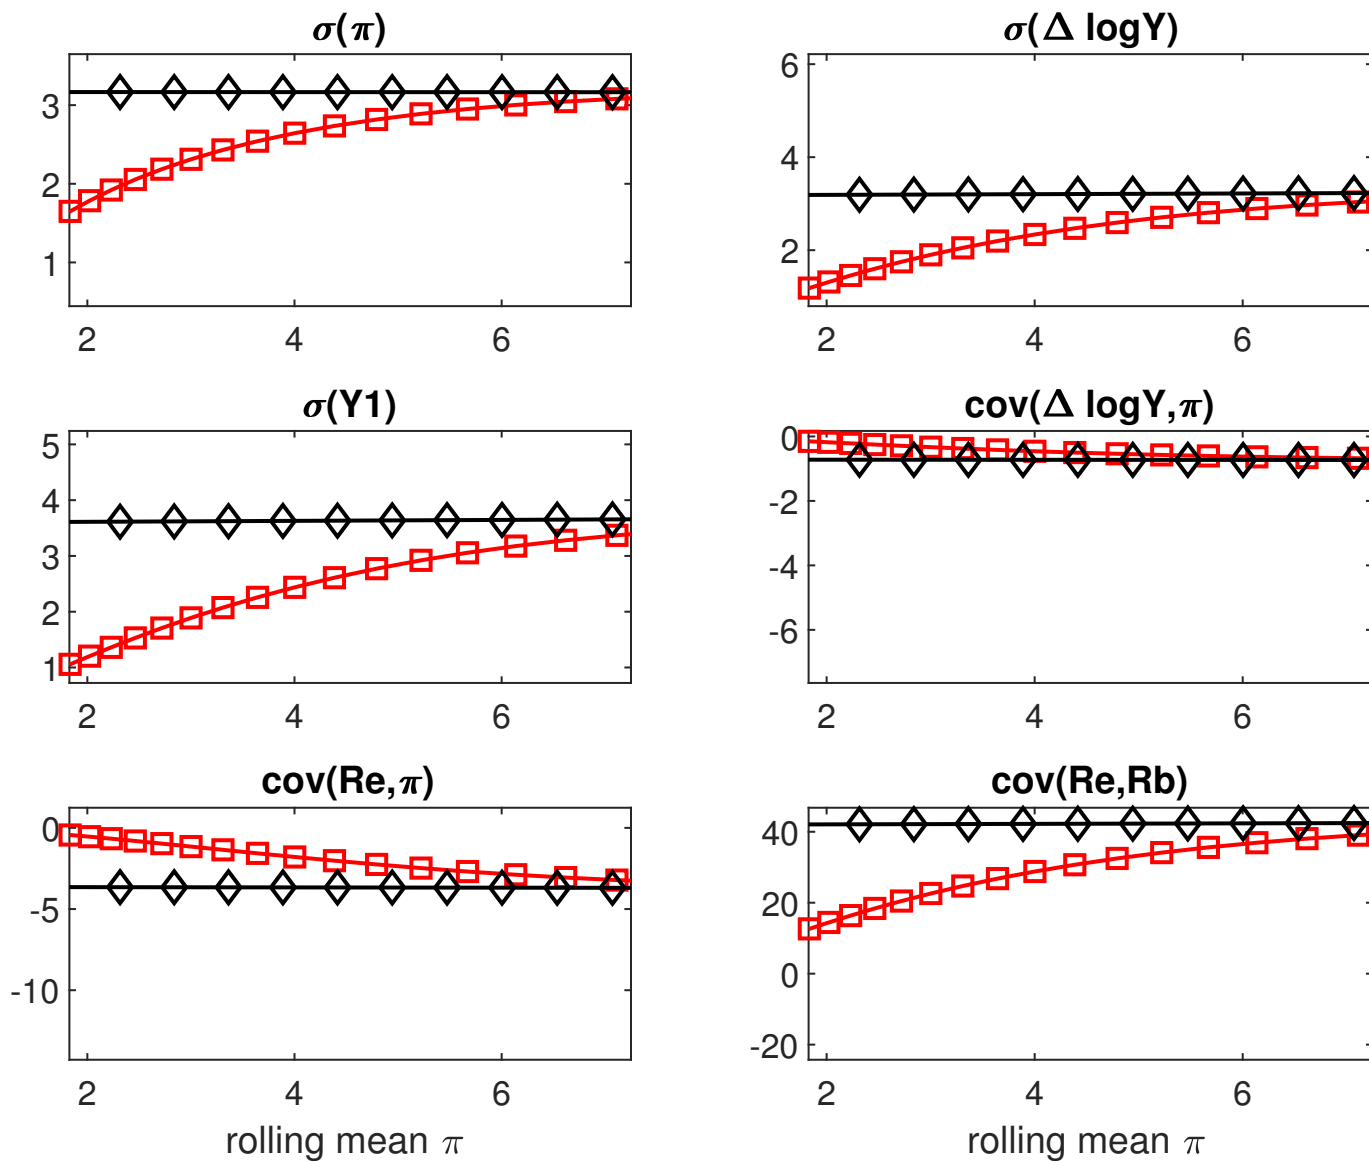 σ(π)
3
2
1
2 4 6
σ(Δ logY)
6
4
2
2 4 6
σ(Y1)
5
4
3
2
1
2 4 6
cov(Δ logY,π)
0
-2
-4
-6
2 4 6
cov(Re,π)
0
-5
-10
2 4 6
rolling mean π
cov(Re,Rb)
40
20
0
-20
2 4 6
rolling mean π